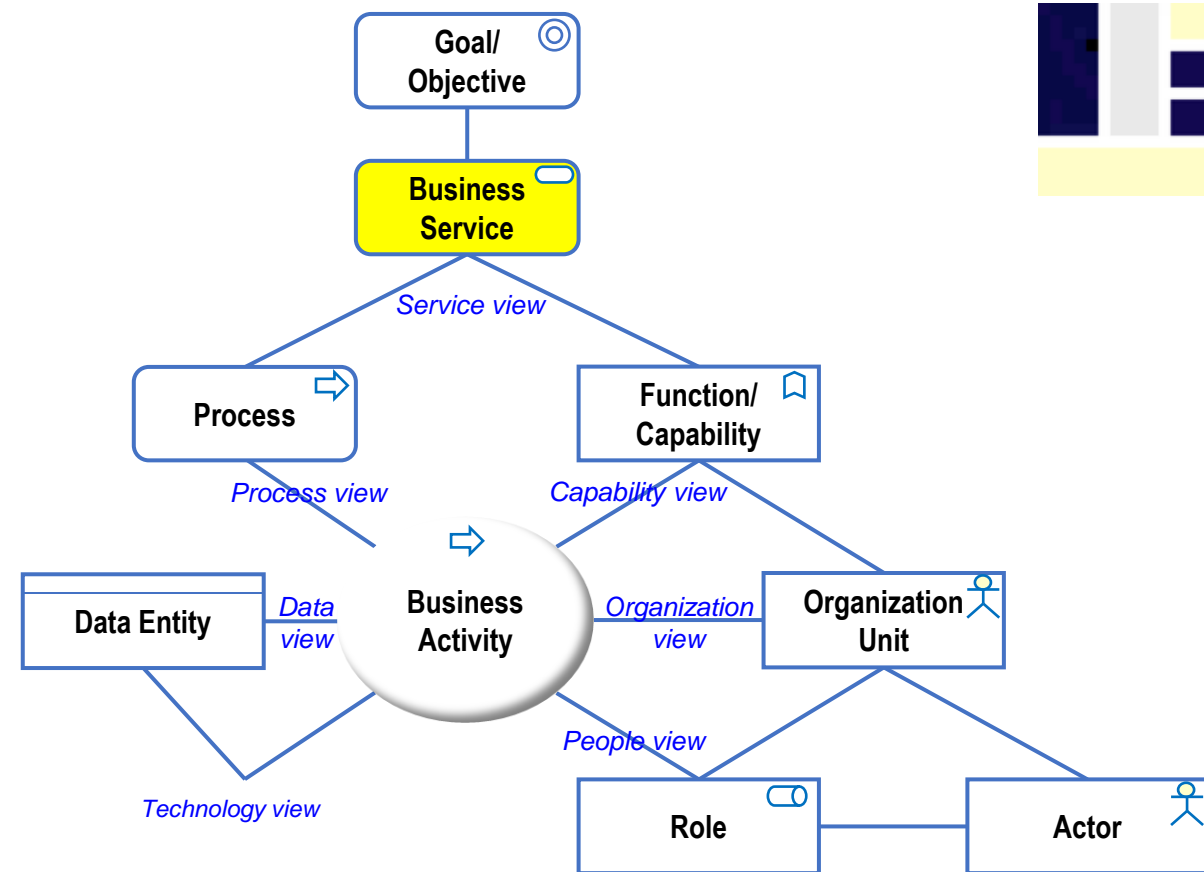 Goal/
Objective
Business
Service
Service view
Process
Function/
Capability
Process view
Capability view
Data Entity
Data
view
Business
Activity
Organization
view
Organization
Unit
People view
Technology view
Role
Actor